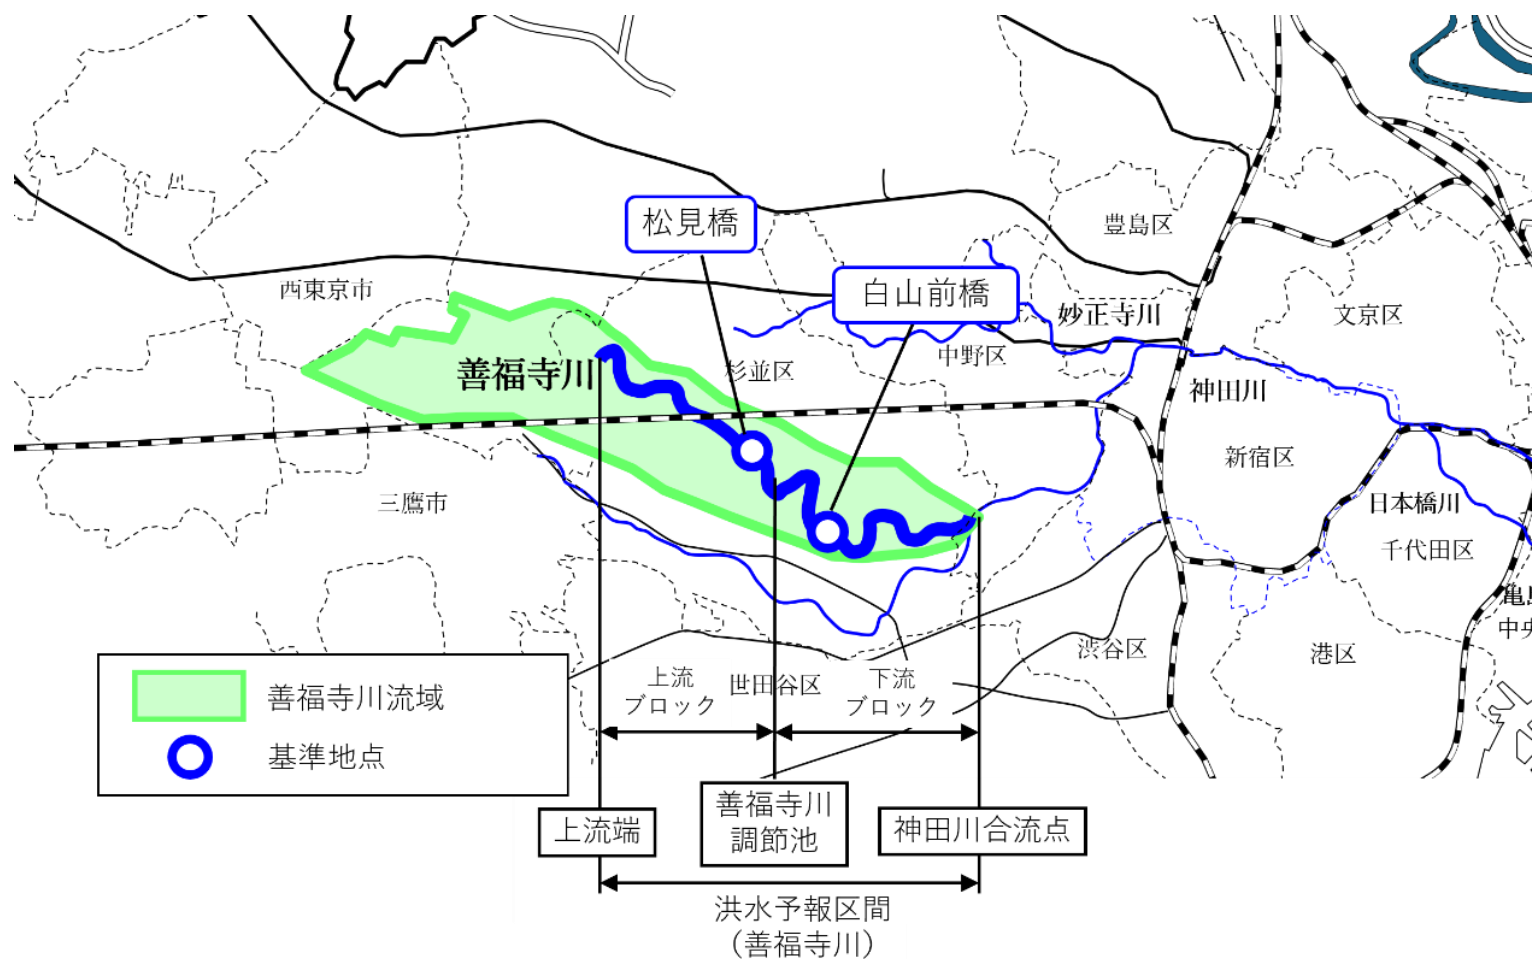 松見橋
豊島区
白山前橋
西東京市
妙正寺川
文京区
中野区
善福寺川
杉並区
神田川
新宿区
三鷹市
日本橋川
千代田区
渋谷区
港区
善福寺川流域
基準地点
上流
ブロック
世田谷区
下流
ブロック
上流端
善福寺川
調節池
神田川合流点
洪水予報区間
（善福寺川）